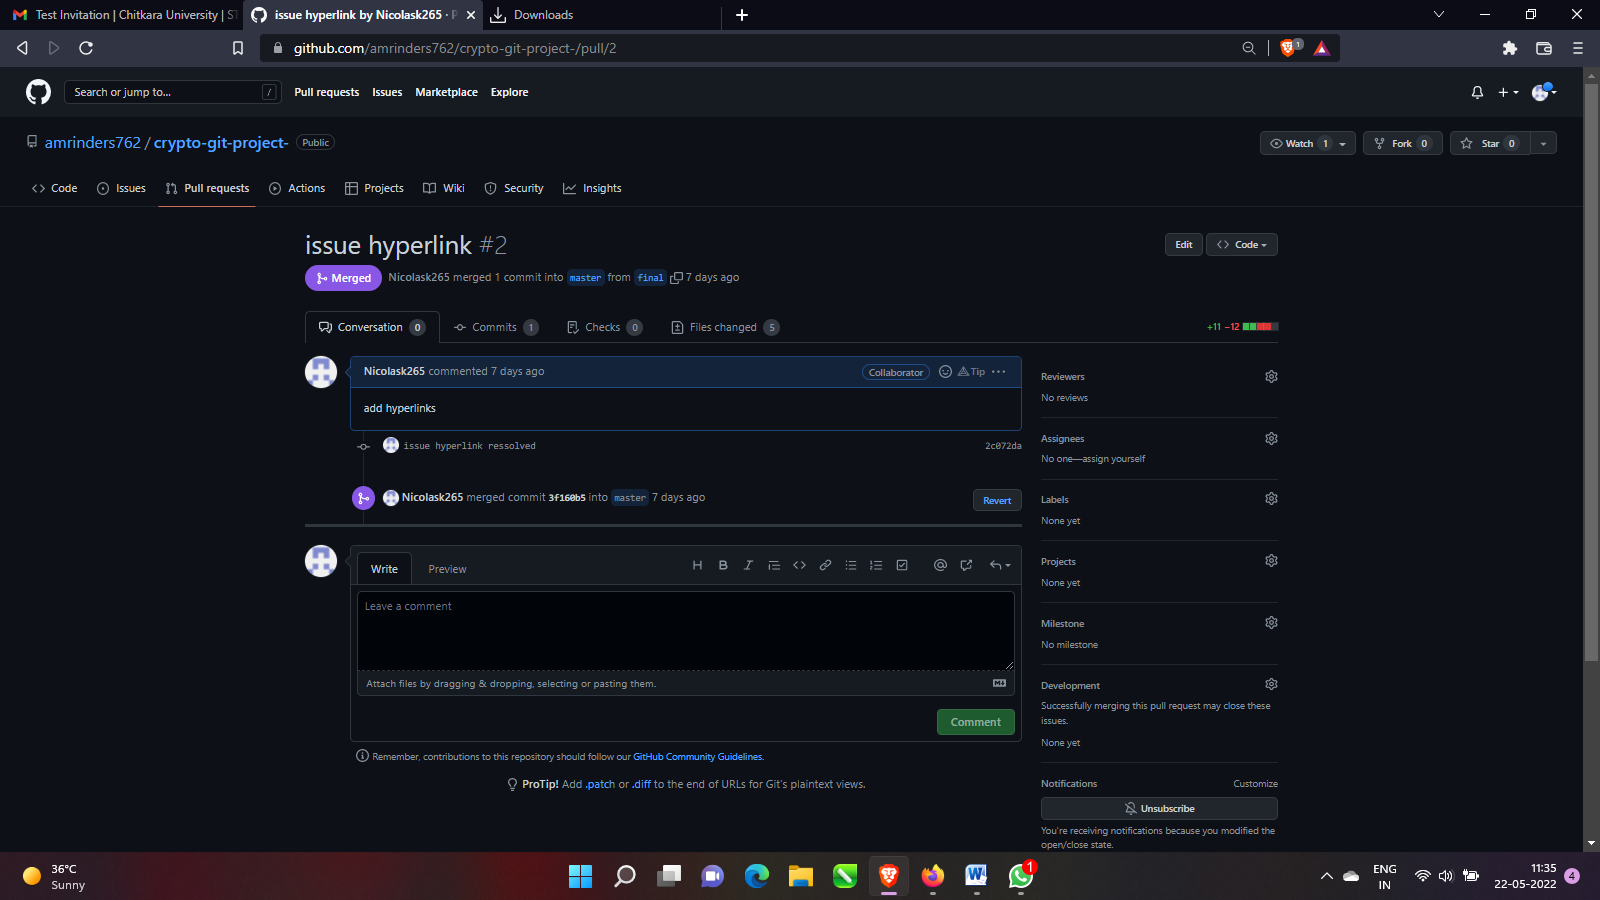 Test Invitation | Chitkara University | ST
issue hyperlink by Nicolask265 · P
Downloads
github.com/amrinders762/crypto-git-project-/pull/2
1
Search or jump to...
/
Pull requests
Issues
Marketplace
Explore
amrinders762 / crypto-git-project-
Public
Watch 1
Fork 0
Star 0
Code
Issues
Pull requests
Actions
Projects
Wiki
Security
Insights
issue hyperlink #2
Edit
Code
Merged
Nicolask265 merged 1 commit into master from final 7 days ago
Conversation 0
Commits 1
Checks 0
Files changed 5
+11 −12
Nicolask265 commented 7 days ago
Collaborator
Tip
add hyperlinks
issue hyperlink ressolved
2c072da
Nicolask265 merged commit 3f160b5 into master 7 days ago
Revert
Write
Preview
Leave a comment
Attach files by dragging & dropping, selecting or pasting them.
Comment
Remember, contributions to this repository should follow our GitHub Community Guidelines.
ProTip! Add .patch or .diff to the end of URLs for Git's plaintext views.
Reviewers
No reviews
Assignees
No one—assign yourself
Labels
None yet
Projects
None yet
Milestone
No milestone
Development
Successfully merging this pull request may close these
issues.
None yet
Notifications
Customize
Unsubscribe
You're receiving notifications because you modified the
open/close state.
36°C
Sunny
1
ENG
IN
11:35
22-05-2022
4